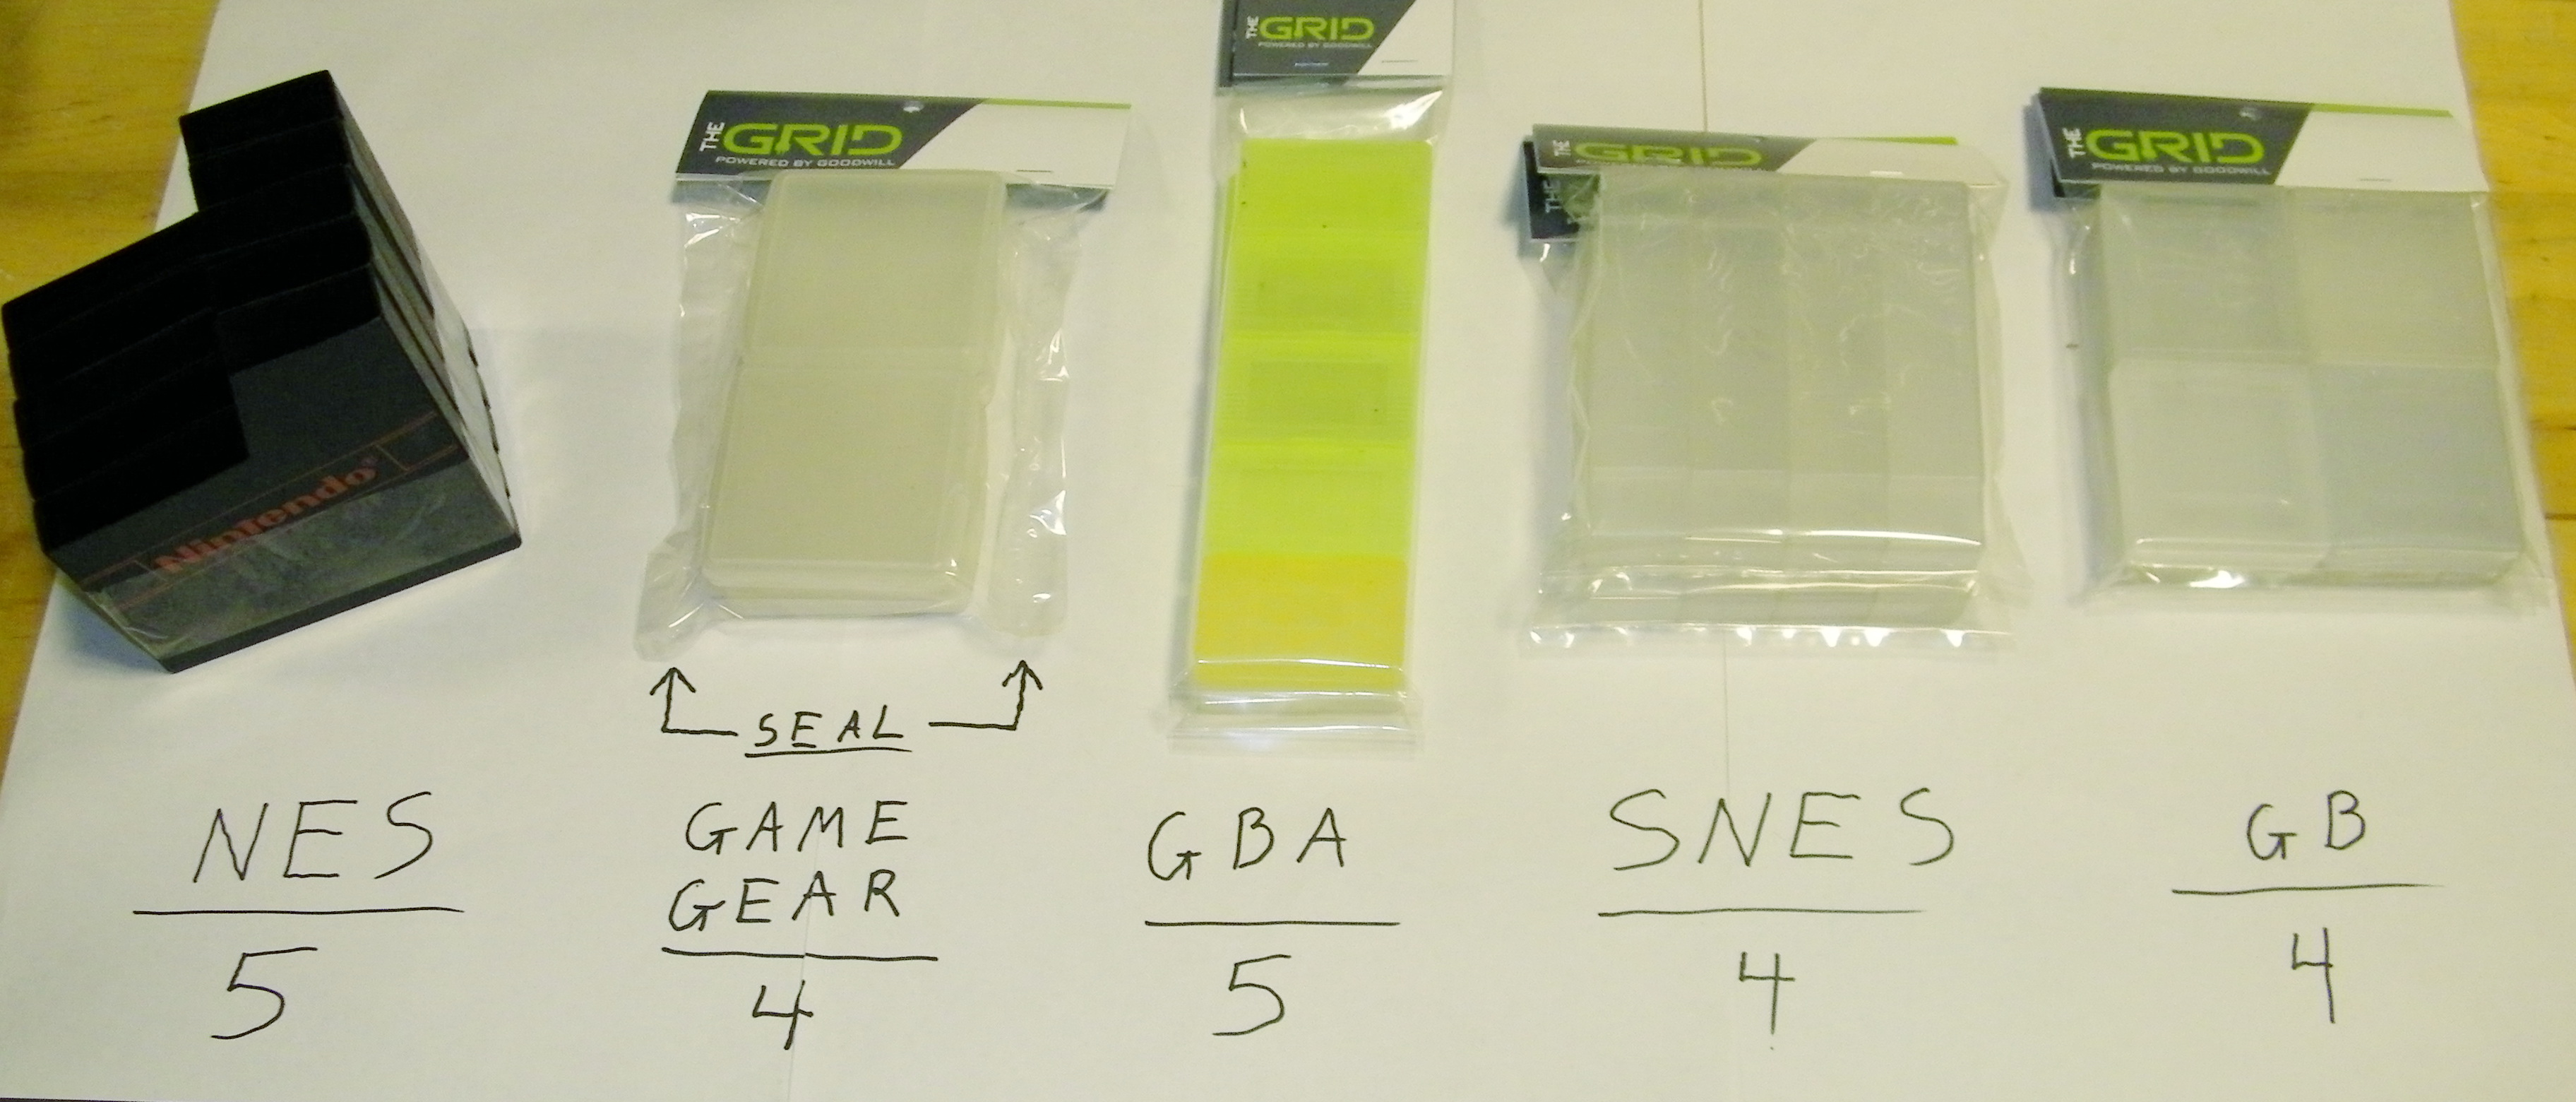 THE GRID
POWERED BY GOODWILL
THE GRID
POWERED BY GOODWILL
THE GRID
POWERED BY GOODWILL
THE
THE GRID
POWERED BY GOODWILL
Nintendo®
SEAL
NES
5
GAME
GEAR
4
GBA
5
SNES
4
GB
4